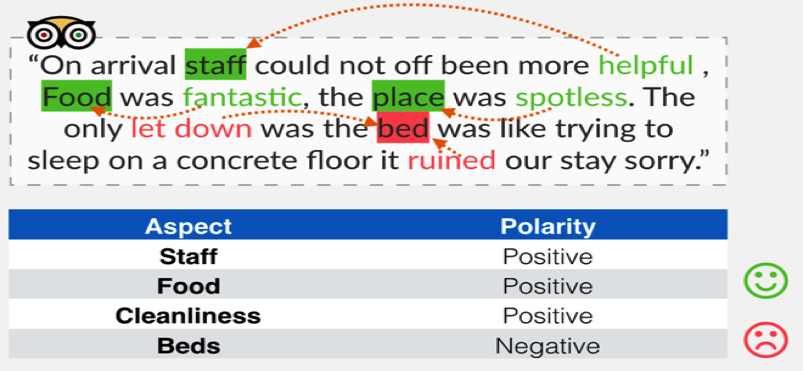 “On arrival staff could not off been more helpful ,
Food was fantastic, the place was spotless. The
only let down was the bed was like trying to
sleep on a concrete floor it ruined our stay sorry.”
Aspect Polarity
Staff Positive
Food Positive
Cleanliness Positive
Beds Negative